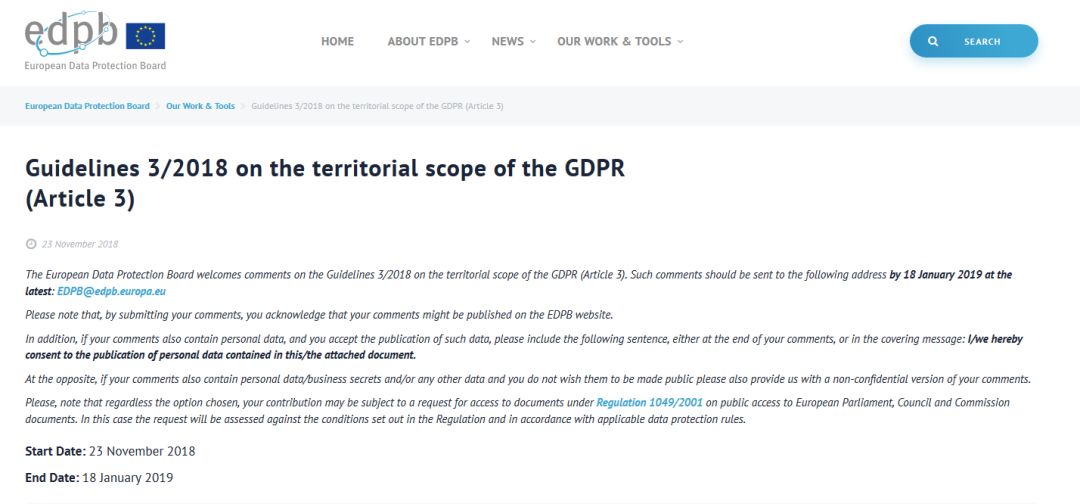 edpb
European Data Protection Board
HOME
ABOUT EDPB
NEWS
OUR WORK & TOOLS
SEARCH
European Data Protection Board > Our Work & Tools > Guidelines 3/2018 on the territorial scope of the GDPR (Article 3)
Guidelines 3/2018 on the territorial scope of the GDPR
(Article 3)
23 November 2018
The European Data Protection Board welcomes comments on the Guidelines 3/2018 on the territorial scope of the GDPR (Article 3). Such comments should be sent to the following address by 18 January 2019 at the
latest: EDPB@edpb.europa.eu
Please note that, by submitting your comments, you acknowledge that your comments might be published on the EDPB website.
In addition, if your comments also contain personal data, and you accept the publication of such data, please include the following sentence, either at the end of your comments, or in the covering message: I/we hereby
consent to the publication of personal data contained in this/the attached document.
At the opposite, if your comments also contain personal data/business secrets and/or any other data and you do not wish them to be made public please also provide us with a non-confidential version of your comments.
Please, note that regardless the option chosen, your contribution may be subject to a request for access to documents under Regulation 1049/2001 on public access to European Parliament, Council and Commission
documents. In this case the request will be assessed against the conditions set out in the Regulation and in accordance with applicable data protection rules.
Start Date: 23 November 2018
End Date: 18 January 2019